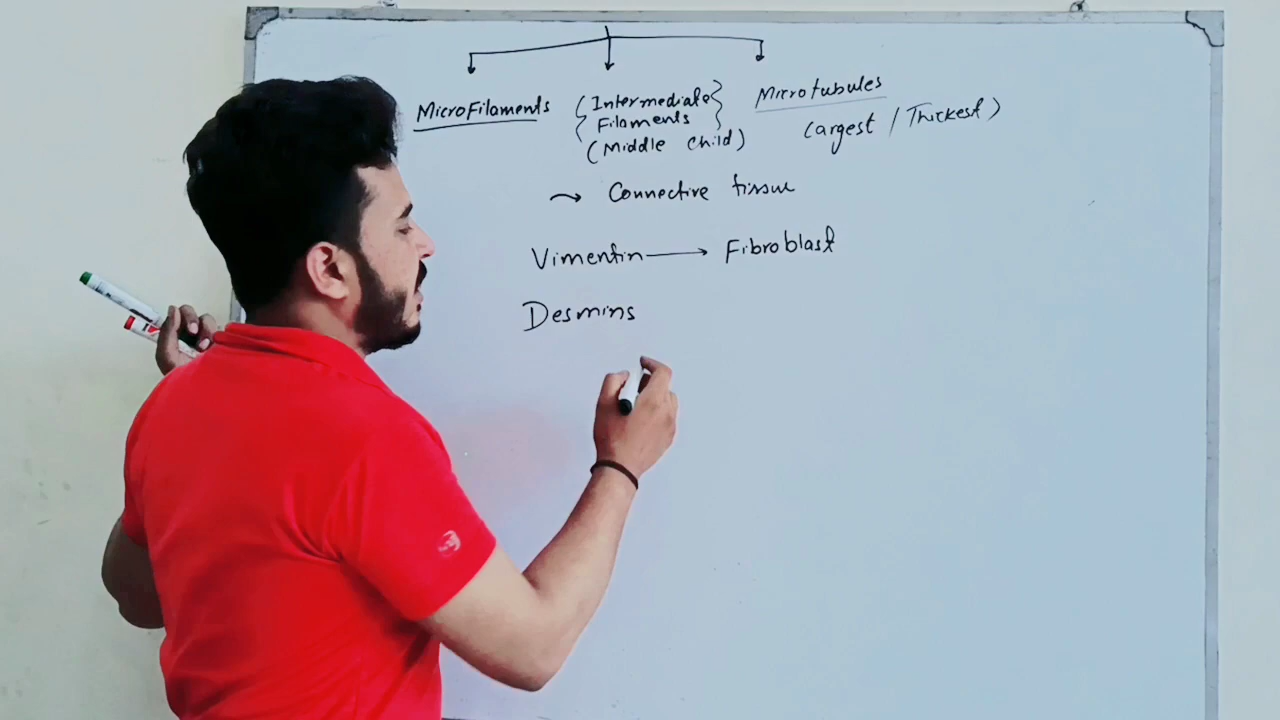 MicroFilaments
(Intermediate
Filaments
(Middle child)
Microtubules
Largest / Thickest)
Connective tissue
Vimentin → Fibroblast
Desmins